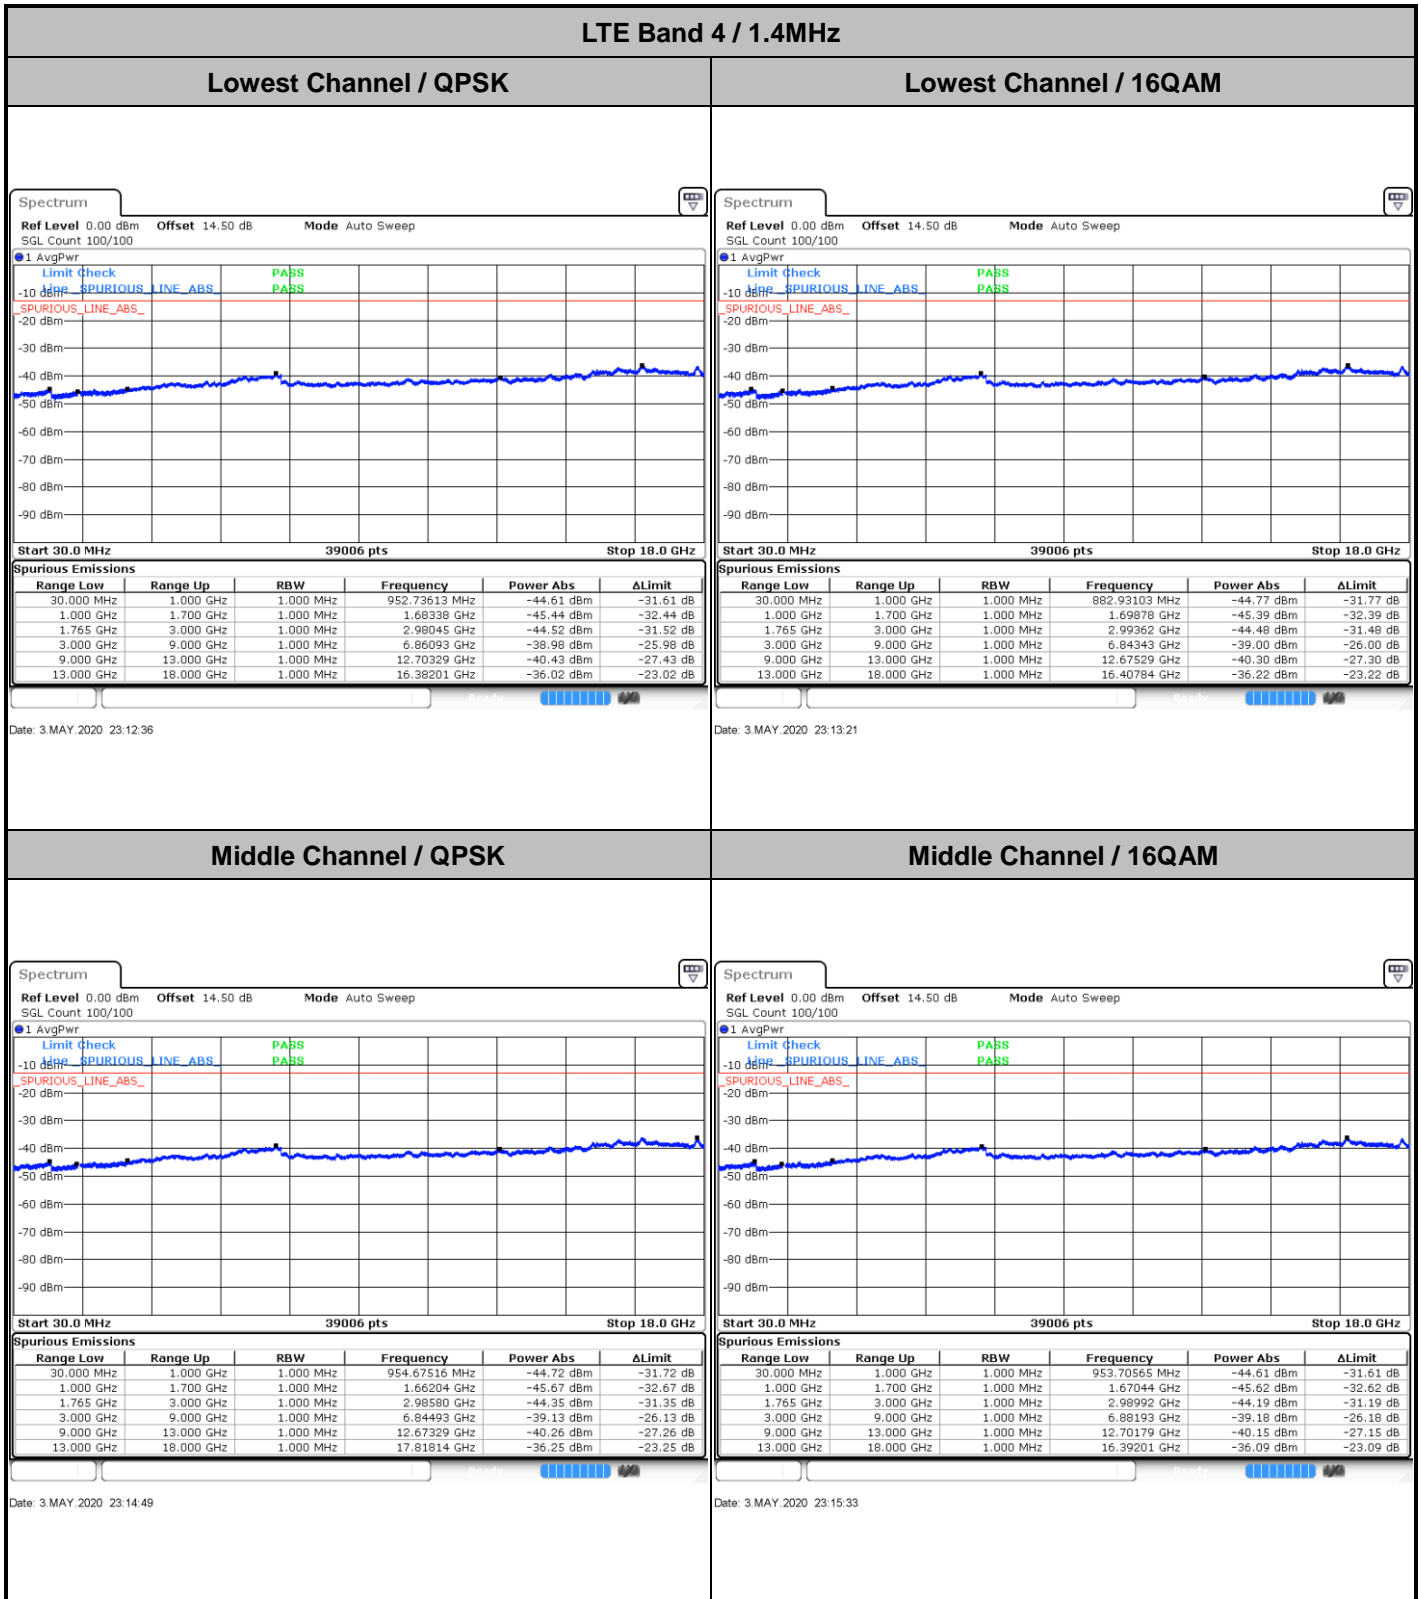 LTE Band 4 / 1.4MHz
Lowest Channel / QPSK
Lowest Channel / 16QAM
Spectrum
Ref Level 0.00 dBm Offset 14.50 dB Mode Auto Sweep
SGL Count 100/100
1 AvgPwr
Limit Check PASS
Line _SPURIOUS_LINE_ABS_ PASS
-10 dBm
_SPURIOUS_LINE_ABS_
-20 dBm
-30 dBm
-40 dBm
-50 dBm
-60 dBm
-70 dBm
-80 dBm
-90 dBm
Start 30.0 MHz 39006 pts Stop 18.0 GHz
Spurious Emissions
Range Low Range Up RBW Frequency Power Abs ΔLimit
30.000 MHz 1.000 GHz 1.000 MHz 952.73613 MHz -44.61 dBm -31.61 dB
1.000 GHz 1.700 GHz 1.000 MHz 1.68338 GHz -45.44 dBm -32.44 dB
1.765 GHz 3.000 GHz 1.000 MHz 2.98045 GHz -44.52 dBm -31.52 dB
3.000 GHz 9.000 GHz 1.000 MHz 6.86093 GHz -38.98 dBm -25.98 dB
9.000 GHz 13.000 GHz 1.000 MHz 12.70329 GHz -40.43 dBm -27.43 dB
13.000 GHz 18.000 GHz 1.000 MHz 16.38201 GHz -36.02 dBm -23.02 dB
Date: 3.MAY.2020 23:12:36
Spectrum
Ref Level 0.00 dBm Offset 14.50 dB Mode Auto Sweep
SGL Count 100/100
1 AvgPwr
Limit Check PASS
Line _SPURIOUS_LINE_ABS_ PASS
-10 dBm
_SPURIOUS_LINE_ABS_
-20 dBm
-30 dBm
-40 dBm
-50 dBm
-60 dBm
-70 dBm
-80 dBm
-90 dBm
Start 30.0 MHz 39006 pts Stop 18.0 GHz
Spurious Emissions
Range Low Range Up RBW Frequency Power Abs ΔLimit
30.000 MHz 1.000 GHz 1.000 MHz 882.93103 MHz -44.77 dBm -31.77 dB
1.000 GHz 1.700 GHz 1.000 MHz 1.69878 GHz -45.39 dBm -32.39 dB
1.765 GHz 3.000 GHz 1.000 MHz 2.99362 GHz -44.48 dBm -31.48 dB
3.000 GHz 9.000 GHz 1.000 MHz 6.84343 GHz -39.00 dBm -26.00 dB
9.000 GHz 13.000 GHz 1.000 MHz 12.67529 GHz -40.30 dBm -27.30 dB
13.000 GHz 18.000 GHz 1.000 MHz 16.40784 GHz -36.22 dBm -23.22 dB
Ready
Date: 3.MAY.2020 23:13:21
Middle Channel / QPSK
Middle Channel / 16QAM
Spectrum
Ref Level 0.00 dBm Offset 14.50 dB Mode Auto Sweep
SGL Count 100/100
1 AvgPwr
Limit Check PASS
Line _SPURIOUS_LINE_ABS_ PASS
-10 dBm
_SPURIOUS_LINE_ABS_
-20 dBm
-30 dBm
-40 dBm
-50 dBm
-60 dBm
-70 dBm
-80 dBm
-90 dBm
Start 30.0 MHz 39006 pts Stop 18.0 GHz
Spurious Emissions
Range Low Range Up RBW Frequency Power Abs ΔLimit
30.000 MHz 1.000 GHz 1.000 MHz 954.67516 MHz -44.72 dBm -31.72 dB
1.000 GHz 1.700 GHz 1.000 MHz 1.66204 GHz -45.67 dBm -32.67 dB
1.765 GHz 3.000 GHz 1.000 MHz 2.98580 GHz -44.35 dBm -31.35 dB
3.000 GHz 9.000 GHz 1.000 MHz 6.84493 GHz -39.13 dBm -26.13 dB
9.000 GHz 13.000 GHz 1.000 MHz 12.67329 GHz -40.26 dBm -27.26 dB
13.000 GHz 18.000 GHz 1.000 MHz 17.81814 GHz -36.25 dBm -23.25 dB
Ready
Date: 3.MAY.2020 23:14:49
Spectrum
Ref Level 0.00 dBm Offset 14.50 dB Mode Auto Sweep
SGL Count 100/100
1 AvgPwr
Limit Check PASS
Line _SPURIOUS_LINE_ABS_ PASS
-10 dBm
_SPURIOUS_LINE_ABS_
-20 dBm
-30 dBm
-40 dBm
-50 dBm
-60 dBm
-70 dBm
-80 dBm
-90 dBm
Start 30.0 MHz 39006 pts Stop 18.0 GHz
Spurious Emissions
Range Low Range Up RBW Frequency Power Abs ΔLimit
30.000 MHz 1.000 GHz 1.000 MHz 953.70565 MHz -44.61 dBm -31.61 dB
1.000 GHz 1.700 GHz 1.000 MHz 1.67044 GHz -45.62 dBm -32.62 dB
1.765 GHz 3.000 GHz 1.000 MHz 2.98992 GHz -44.19 dBm -31.19 dB
3.000 GHz 9.000 GHz 1.000 MHz 6.88193 GHz -39.18 dBm -26.18 dB
9.000 GHz 13.000 GHz 1.000 MHz 12.70179 GHz -40.15 dBm -27.15 dB
13.000 GHz 18.000 GHz 1.000 MHz 16.39201 GHz -36.09 dBm -23.09 dB
Date: 3.MAY.2020 23:15:33